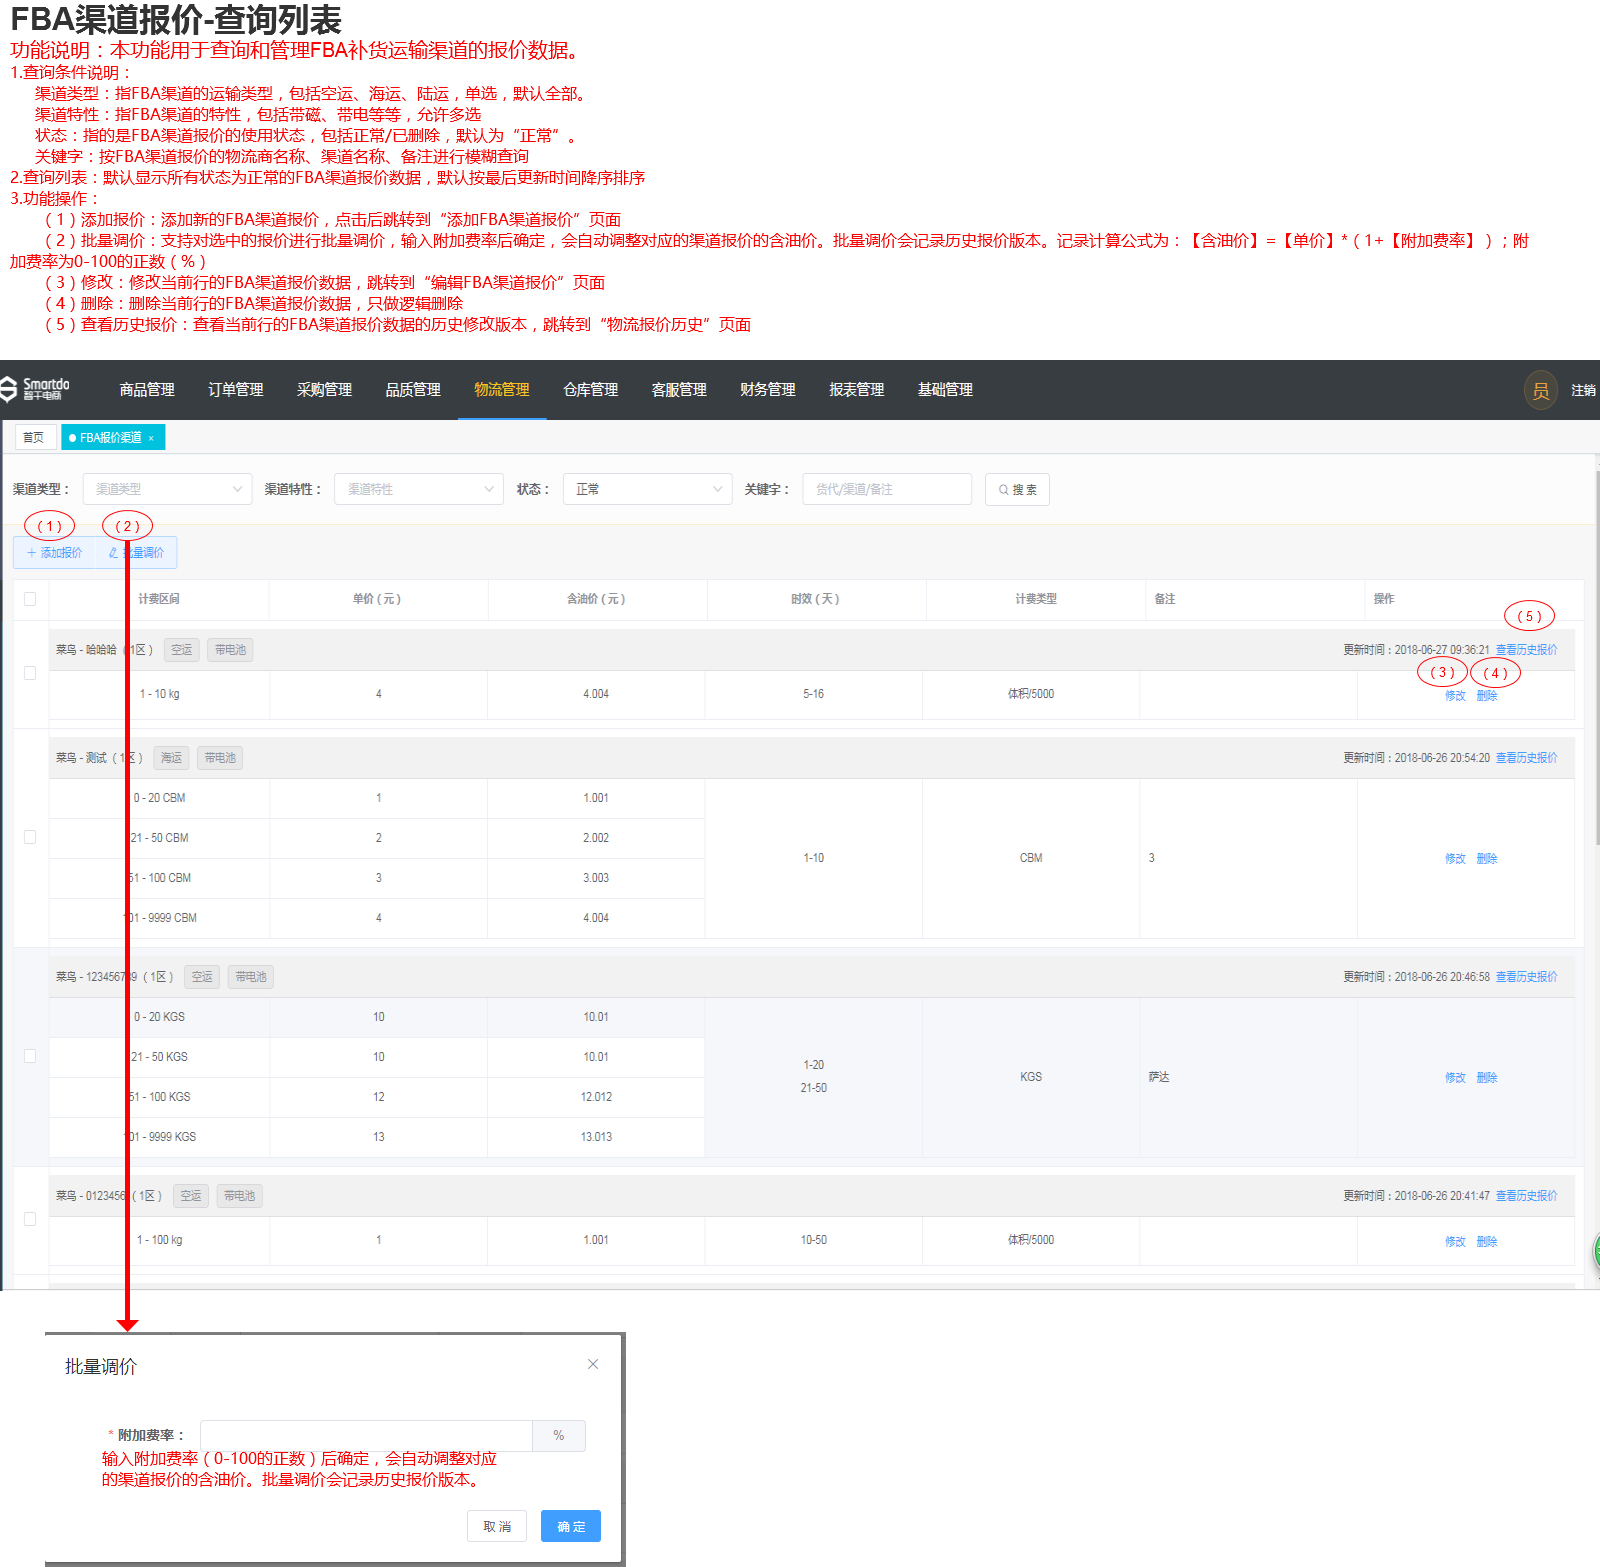 FBA渠道报价-查询列表
功能说明：本功能用于查询和管理FBA补货运输渠道的报价数据。
1.查询条件说明：
渠道类型：指FBA渠道的运输类型，包括空运、海运、陆运，单选，默认全部。
渠道特性：指FBA渠道的特性，包括带磁、带电等等，允许多选
状态：指的是FBA渠道报价的使用状态，包括正常/已删除，默认为“正常”。
关键字：按FBA渠道报价的物流商名称、渠道名称、备注进行模糊查询
2.查询列表：默认显示所有状态为正常的FBA渠道报价数据，默认按最后更新时间降序排序
3.功能操作：
（1）添加报价：添加新的FBA渠道报价，点击后跳转到“添加FBA渠道报价”页面
（2）批量调价：支持对选中的报价进行批量调价，输入附加费率后确定，会自动调整对应的渠道报价的含油价。批量调价会记录历史报价版本。记录计算公式为：【含油价】=【单价】*（1+【附加费率】）；附
加费率为0-100的正数（%）
（3）修改：修改当前行的FBA渠道报价数据，跳转到“编辑FBA渠道报价”页面
（4）删除：删除当前行的FBA渠道报价数据，只做逻辑删除
（5）查看历史报价：查看当前行的FBA渠道报价数据的历史修改版本，跳转到“物流报价历史”页面
Smartdo 智干电商 商品管理 订单管理 采购管理 品质管理 物流管理 仓库管理 客服管理 财务管理 报表管理 基础管理 员 注销
首页 FBA报价渠道 ×
渠道类型： 渠道类型 渠道特性： 渠道特性 状态： 正常 关键字： 货代/渠道/备注 搜 索
（1） （2）
添加报价 批量调价
计费区间 单价（元） 含油价（元） 时效（天） 计费类型 备注 操作
（5）
菜鸟 - 哈哈哈（1区） 空运 带电池 更新时间：2018-06-27 09:36:21 查看历史报价
（3） （4）
1 - 10 kg 4 4.004 5-16 体积/5000 修改 删除
菜鸟 - 测试（1区） 海运 带电池 更新时间：2018-06-26 20:54:20 查看历史报价
0 - 20 CBM 1 1.001
21 - 50 CBM 2 2.002
1-10 CBM 3 修改 删除
51 - 100 CBM 3 3.003
101 - 9999 CBM 4 4.004
菜鸟 - 123456789（1区） 空运 带电池 更新时间：2018-06-26 20:46:58 查看历史报价
0 - 20 KGS 10 10.01
21 - 50 KGS 10 10.01
1-20
21-50
KGS 萨达 修改 删除
51 - 100 KGS 12 12.012
101 - 9999 KGS 13 13.013
菜鸟 - 0123456（1区） 空运 带电池 更新时间：2018-06-26 20:41:47 查看历史报价
1 - 100 kg 1 1.001 10-50 体积/5000 修改 删除
批量调价
* 附加费率： %
输入附加费率（0-100的正数）后确定，会自动调整对应
的渠道报价的含油价。批量调价会记录历史报价版本。
取 消 确 定